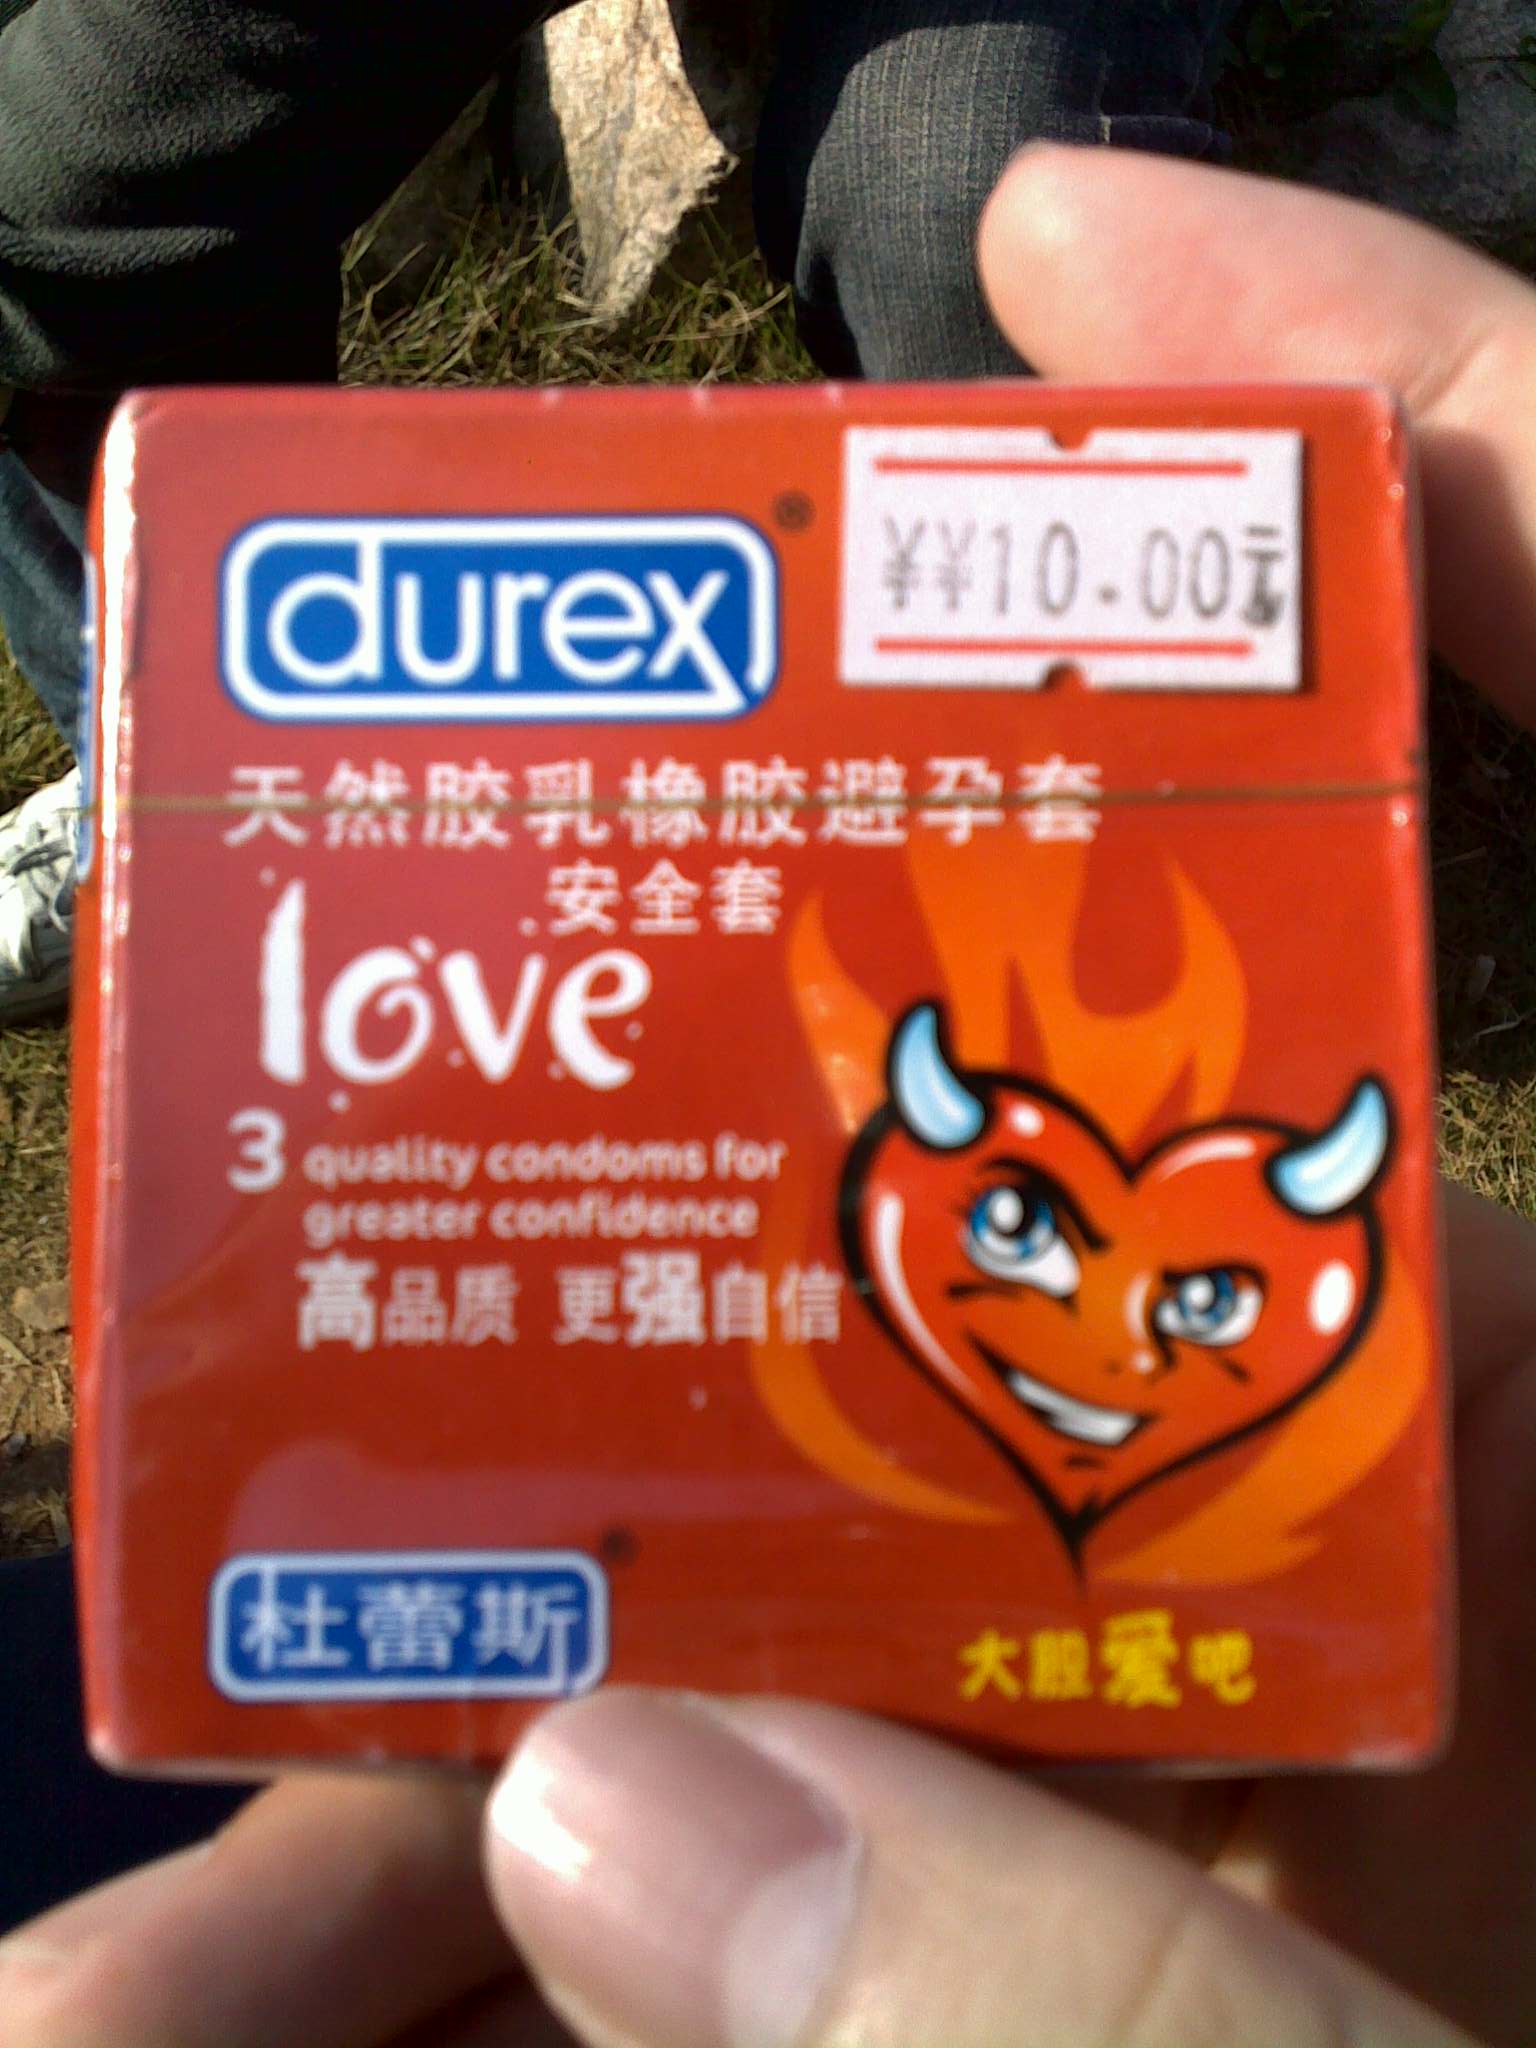 durex®
¥¥10.00元
天然胶乳橡胶避孕套
安全套
love
3 quality condoms for
greater confidence
高品质 更强自信
杜蕾斯
大胆爱吧